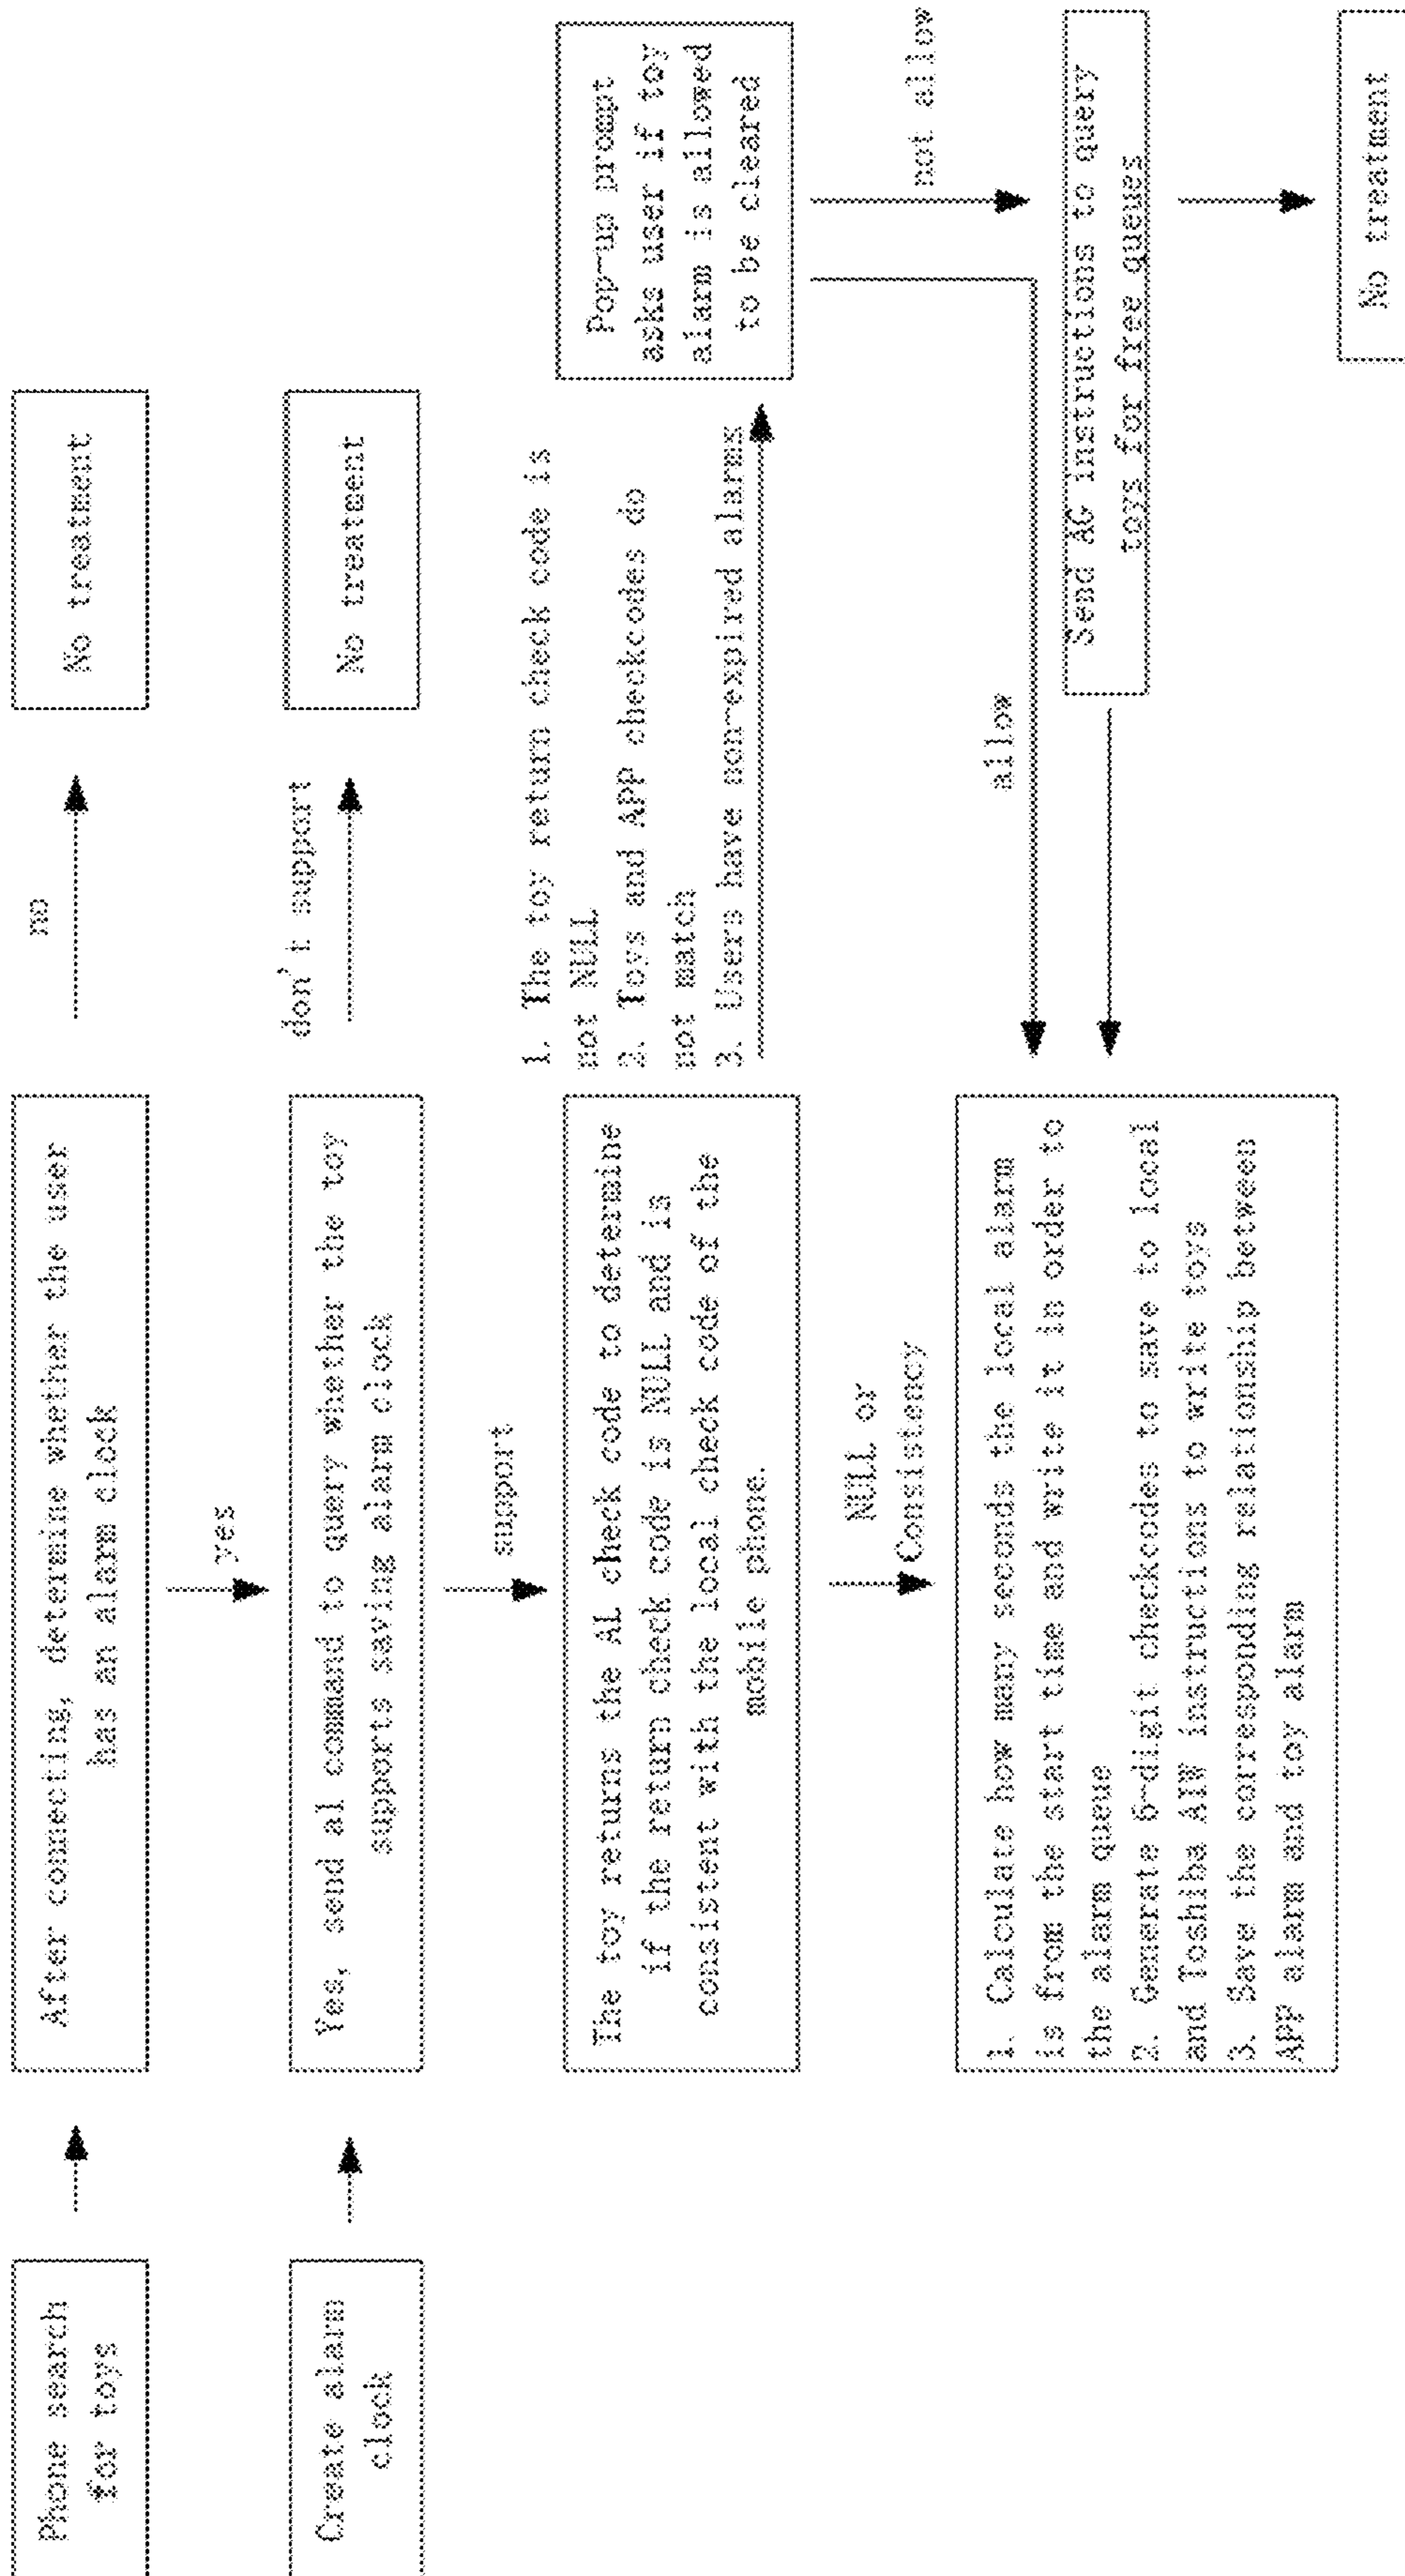 Phone search
for toys
After connecting, determine whether the user
has an alarm clock
no
No treatment
yes
Create alarm
clock
Yes, send al command to query whether the toy
supports saving alarm clock
don't support
No treatment
support
The toy returns the AL check code to determine
if the return check code is NULL and is
consistent with the local check code of the
mobile phone.
1. The toy return check code is
not NULL
2. Toys and APP checkcodes do
not match
3. Users have non-expired alarms
Pop-up prompt
asks user if toy
alarm is allowed
to be cleared
NULL or
Consistency
allow
not allow
1. Calculate how many seconds the local alarm
is from the start time and write it in order to
the alarm queue
2. Generate 6-digit checkcodes to save to local
and Toshiba AIW instructions to write toys
3. Save the corresponding relationship between
APP alarm and toy alarm
Send AG instructions to query
toys for free queues
No treatment